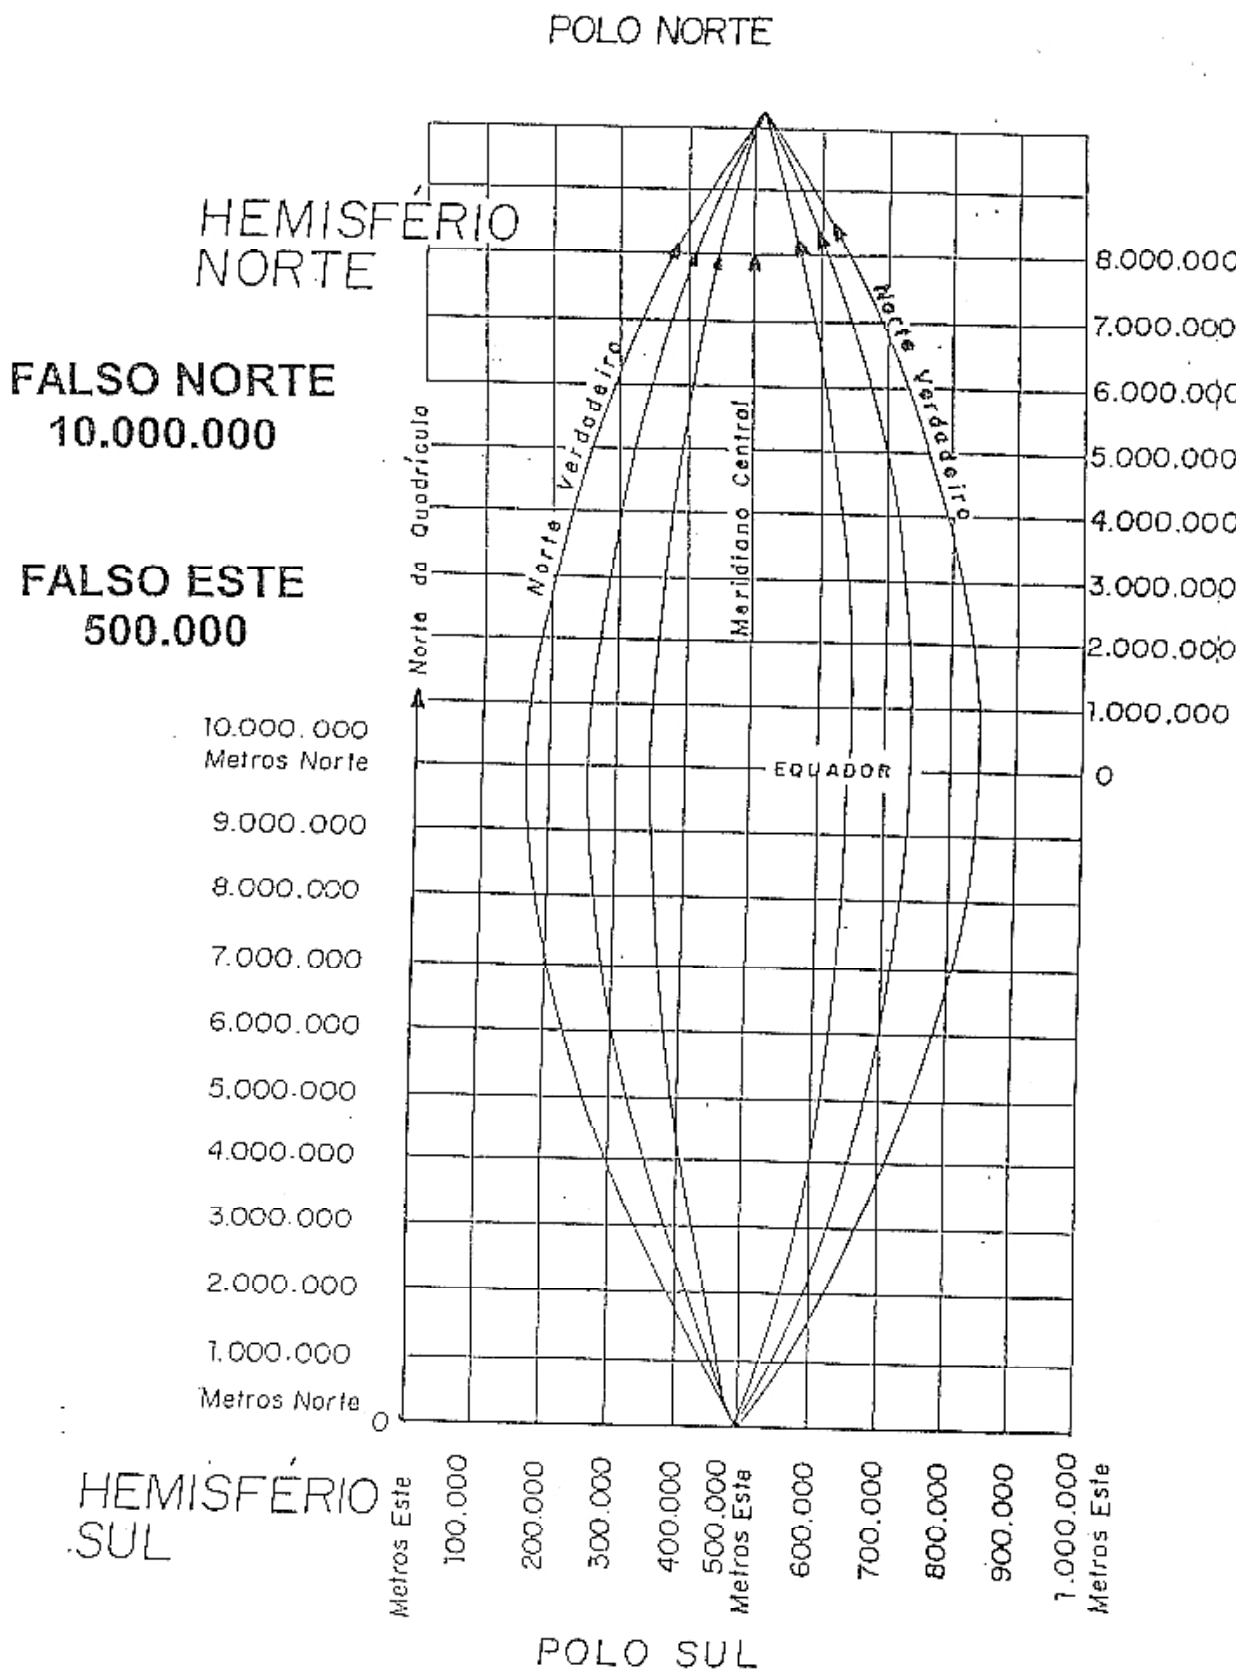 POLO NORTE
HEMISFÉRIO
NORTE
FALSO NORTE
10.000.000
FALSO ESTE
500.000
Norte da Quadrícula
Norte Verdadeiro
Meridiano Central
Norte Verdadeiro
8.000.000
7.000.000
6.000.000
5.000.000
4.000.000
3.000.000
2.000.000
1.000.000
EQUADOR
0
10.000.000
Metros Norte
9.000.000
8.000.000
7.000.000
6.000.000
5.000.000
4.000.000
3.000.000
2.000.000
1.000.000
Metros Norte
0
HEMISFÉRIO
SUL
Metros Este
100.000
200.000
300.000
400.000
500.000
Metros Este
600.000
700.000
800.000
900.000
1.000.000
Metros Este
POLO SUL